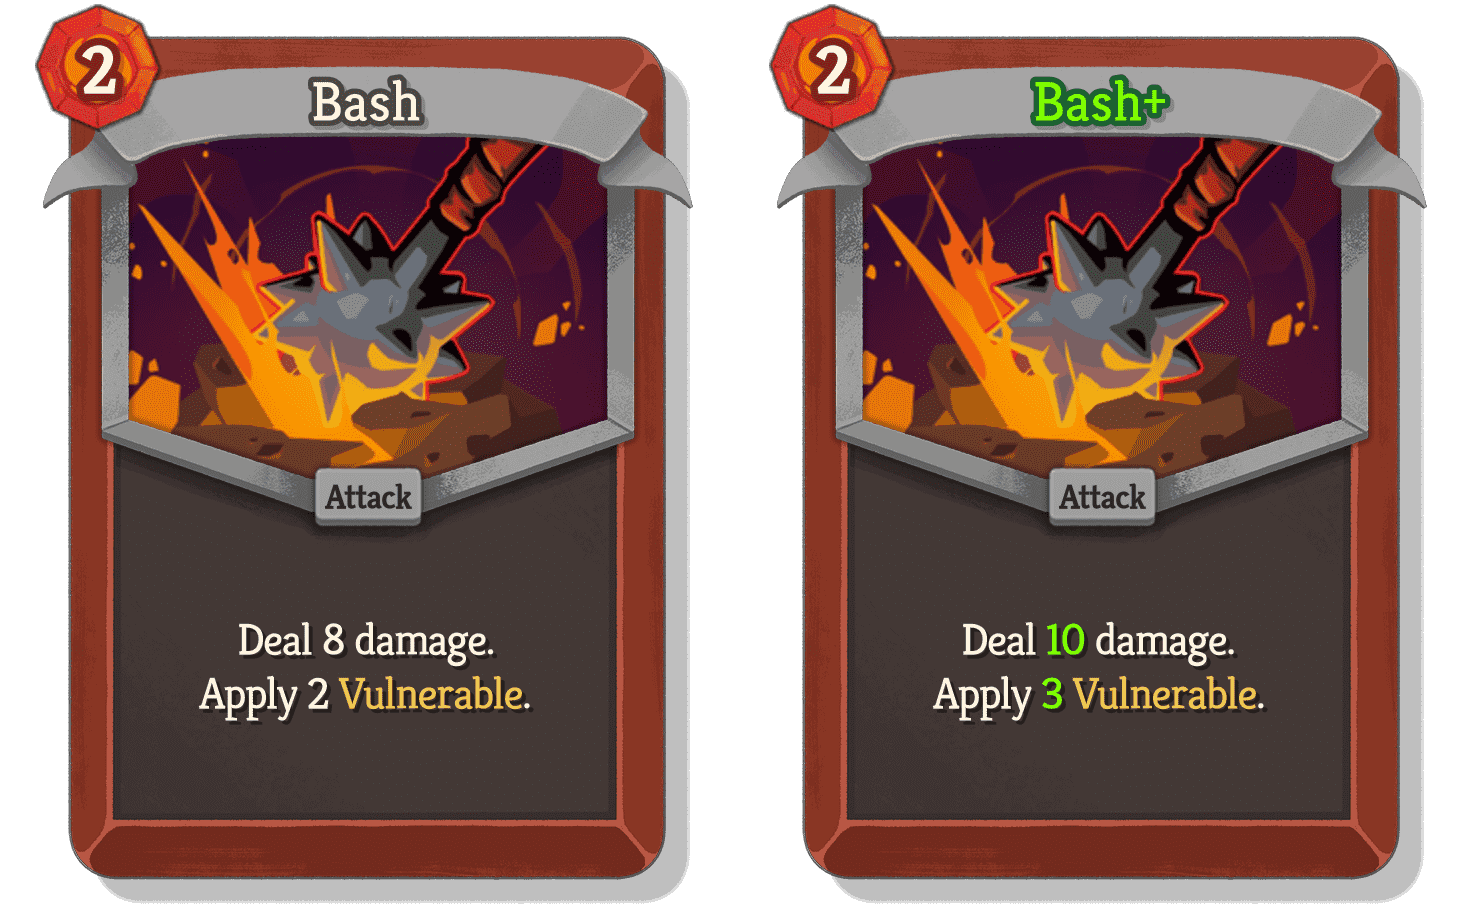 2
Bash
Attack
Deal 8 damage.
Apply 2 Vulnerable.
2
Bash+
Attack
Deal 10 damage.
Apply 3 Vulnerable.